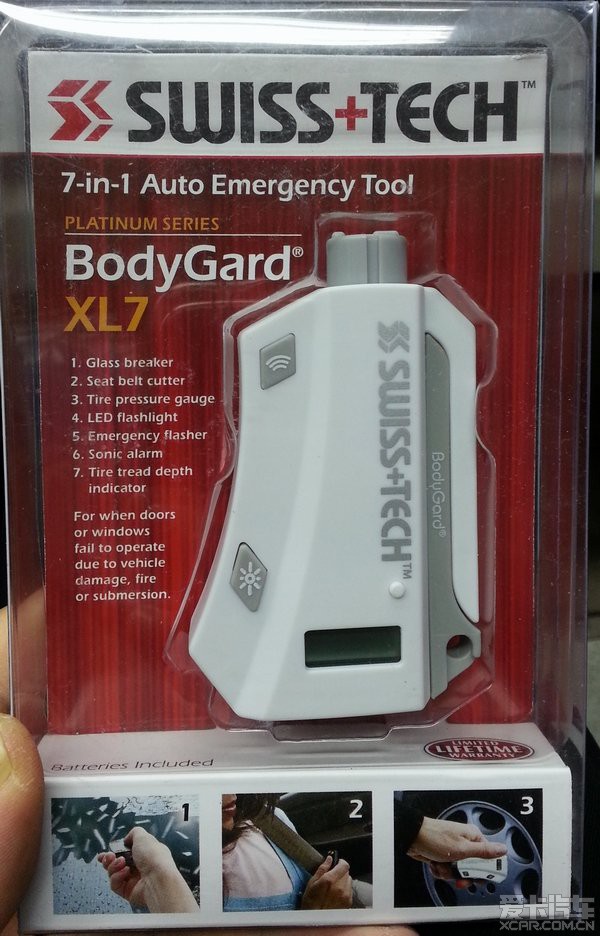 SWISS+TECH™
7-in-1 Auto Emergency Tool
PLATINUM SERIES
BodyGard®
XL7
1. Glass breaker
2. Seat belt cutter
3. Tire pressure gauge
4. LED flashlight
5. Emergency flasher
6. Sonic alarm
7. Tire tread depth
indicator
For when doors
or windows
fail to operate
due to vehicle
damage, fire
or submersion.
SWISS+TECH™
BodyGard®
Batteries Included
LIMITED
LIFETIME
WARRANTY
1
2
3
爱卡汽车
XCAR.COM.CN